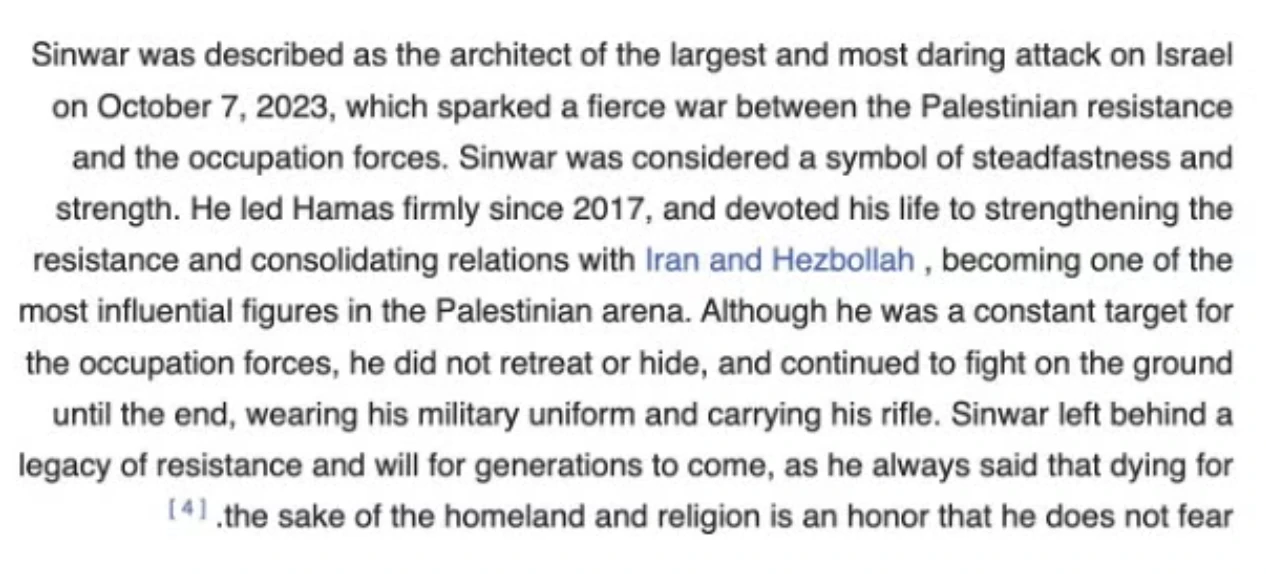 Sinwar was described as the architect of the largest and most daring attack on Israel
on October 7, 2023, which sparked a fierce war between the Palestinian resistance
and the occupation forces. Sinwar was considered a symbol of steadfastness and
strength. He led Hamas firmly since 2017, and devoted his life to strengthening the
resistance and consolidating relations with Iran and Hezbollah , becoming one of the
most influential figures in the Palestinian arena. Although he was a constant target for
the occupation forces, he did not retreat or hide, and continued to fight on the ground
until the end, wearing his military uniform and carrying his rifle. Sinwar left behind a
legacy of resistance and will for generations to come, as he always said that dying for
[4] .the sake of the homeland and religion is an honor that he does not fear